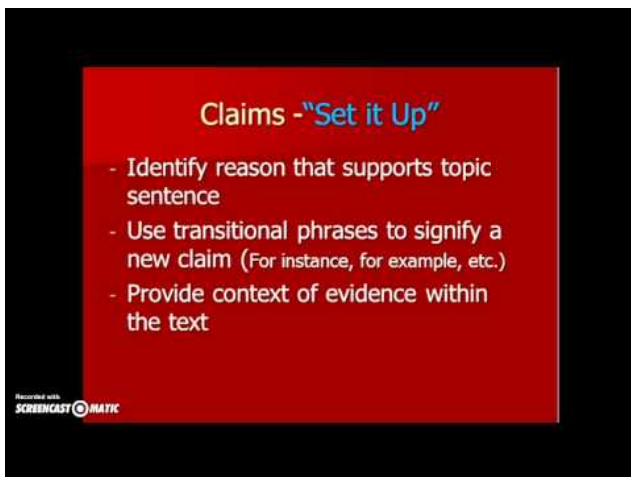 Claims -“Set it Up”
- Identify reason that supports topic
sentence
- Use transitional phrases to signify a
new claim (For instance, for example, etc.)
- Provide context of evidence within
the text
Recorded with
SCREENCAST O MATIC